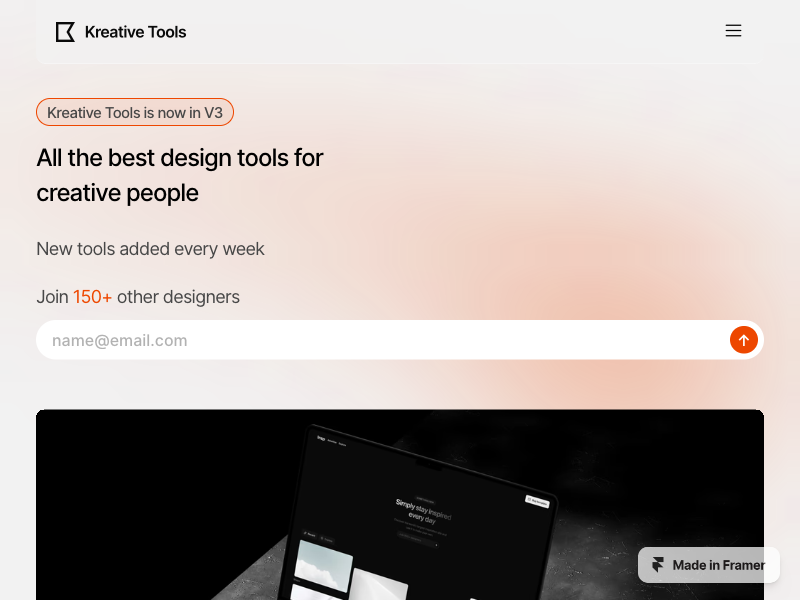 Kreative Tools
Kreative Tools is now in V3
All the best design tools for
creative people
New tools added every week
Join 150+ other designers
name@email.com
Simply stay Inspired
every day
Made in Framer